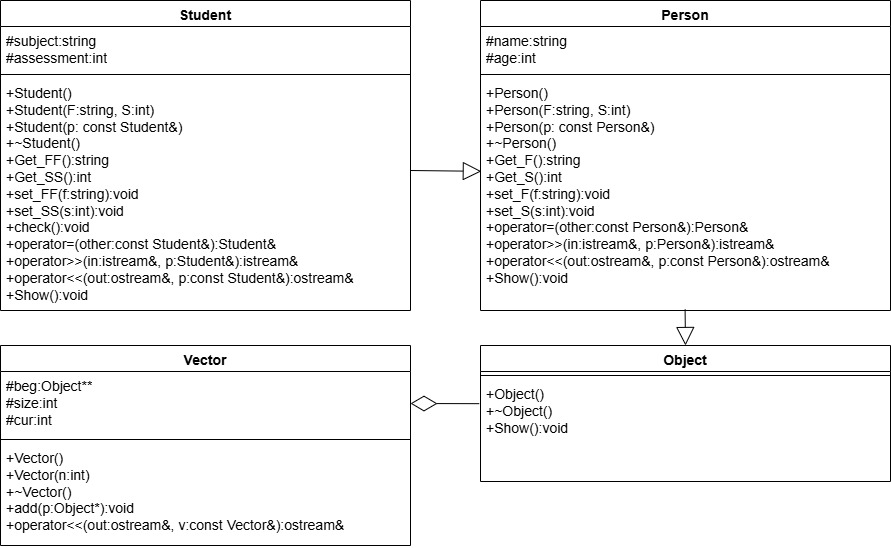 Student
#subject:string
#assessment:int
+Student()
+Student(F:string, S:int)
+Student(p: const Student&)
+~Student()
+Get_FF():string
+Get_SS():int
+set_FF(f:string):void
+set_SS(s:int):void
+check():void
+operator=(other:const Student&):Student&
+operator>>(in:istream&, p:Student&):istream&
+operator<<(out:ostream&, p:const Student&):ostream&
+Show():void
Person
#name:string
#age:int
+Person()
+Person(F:string, S:int)
+Person(p: const Person&)
+~Person()
+Get_F():string
+Get_S():int
+set_F(f:string):void
+set_S(s:int):void
+operator=(other:const Person&):Person&
+operator>>(in:istream&, p:Person&):istream&
+operator<<(out:ostream&, p:const Person&):ostream&
+Show():void
Vector
#beg:Object**
#size:int
#cur:int
+Vector()
+Vector(n:int)
+~Vector()
+add(p:Object*):void
+operator<<(out:ostream&, v:const Vector&):ostream&
Object
+Object()
+~Object()
+Show():void